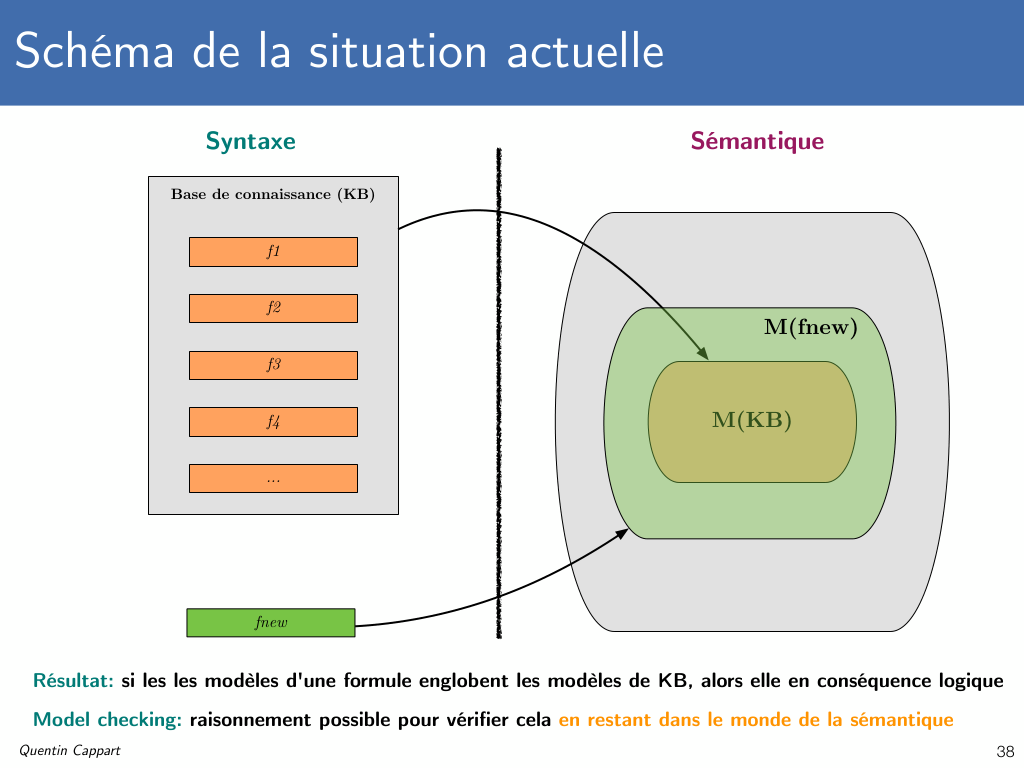 Schéma de la situation actuelle
Syntaxe
Sémantique
Base de connaissance (KB)
f1
f2
f3
f4
...
fnew
M(fnew)
M(KB)
Résultat: si les les modèles d'une formule englobent les modèles de KB, alors elle en conséquence logique
Model checking: raisonnement possible pour vérifier cela en restant dans le monde de la sémantique
Quentin Cappart
38